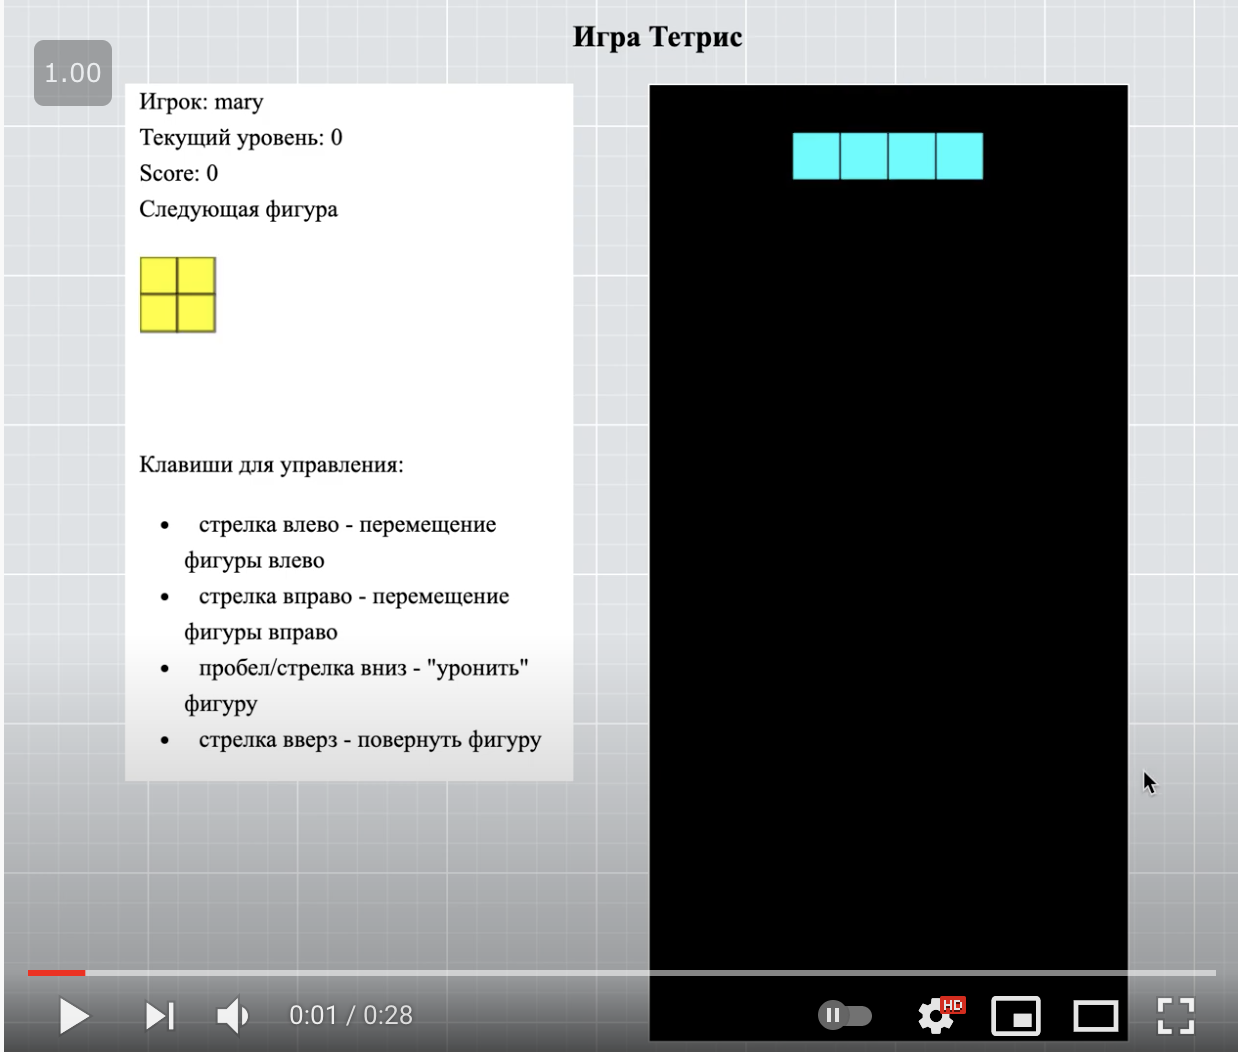 Игра Тетрис
1.00
Игрок: mary
Текущий уровень: 0
Score: 0
Следующая фигура
Клавиши для управления:
• стрелка влево - перемещение
фигуры влево
• стрелка вправо - перемещение
фигуры вправо
• пробел/стрелка вниз - "уронить"
фигуру
• стрелка вверз - повернуть фигуру
0:01 / 0:28
HD